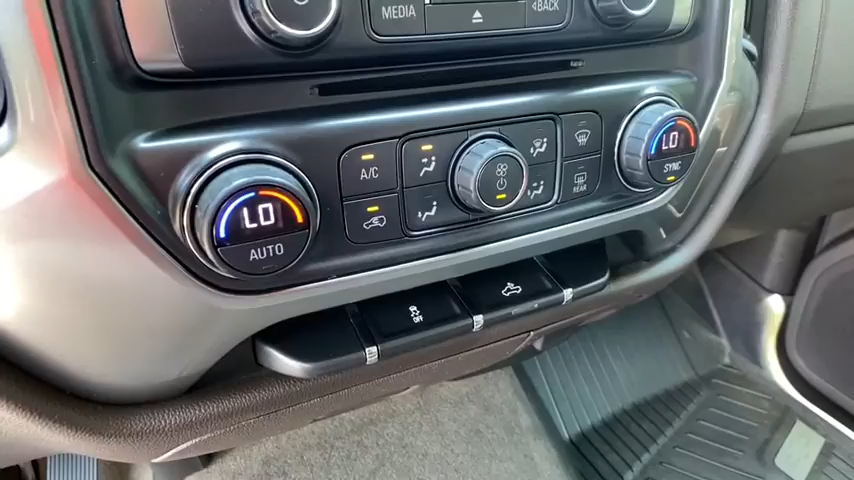 MEDIA
BACK
LO
AUTO
A/C
REAR
LO
SYNC
OFF